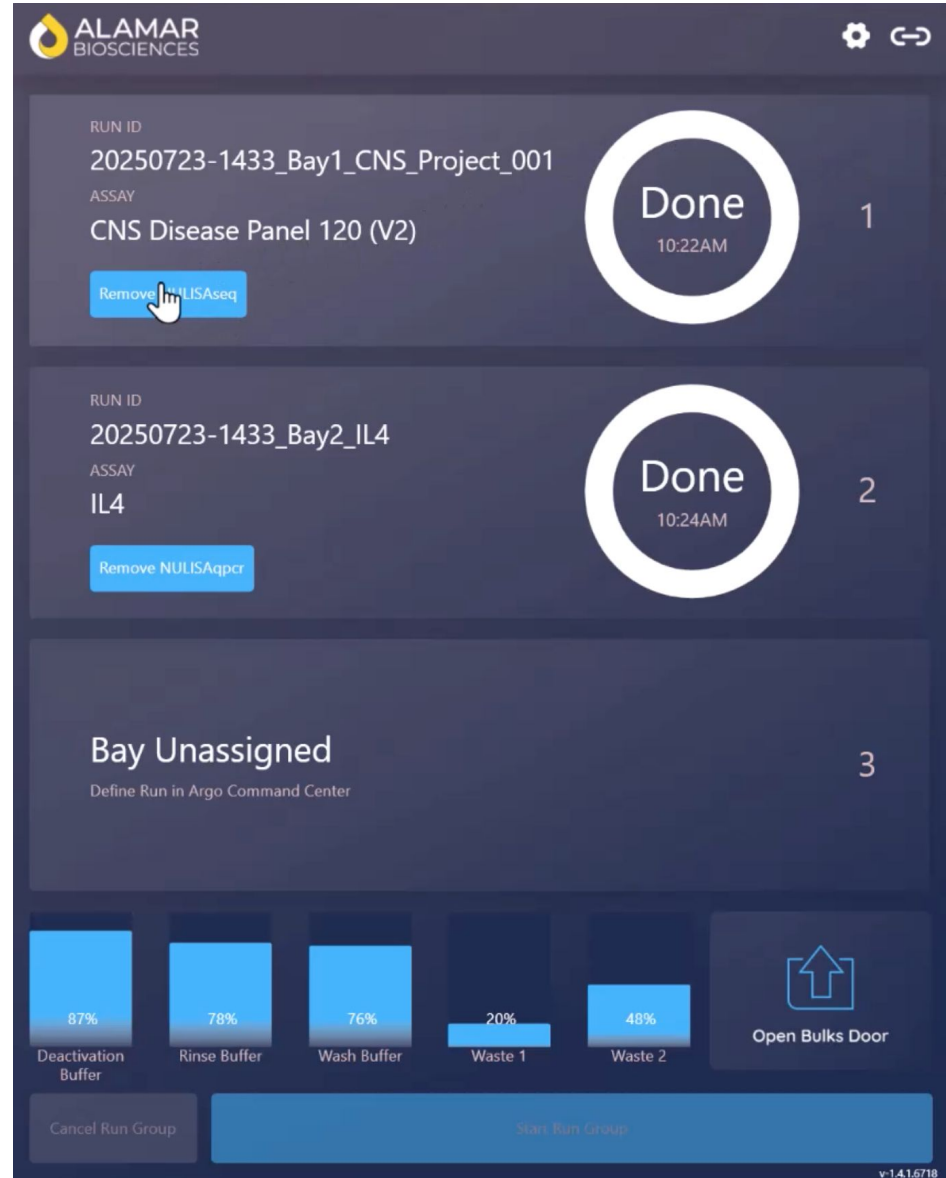 ALAMAR
BIOSCIENCES
RUN ID
20250723-1433_Bay1_CNS_Project_001
ASSAY
CNS Disease Panel 120 (V2)
Remove NULISAseq
Done
10:22AM
1
RUN ID
20250723-1433_Bay2_IL4
ASSAY
IL4
Remove NULISAqpcr
Done
10:24AM
2
Bay Unassigned
Define Run in Argo Command Center
3
87%
Deactivation
Buffer
78%
Rinse Buffer
76%
Wash Buffer
20%
Waste 1
48%
Waste 2
Open Bulks Door
Cancel Run Group
Start Run Group
v-1.4.1.6718